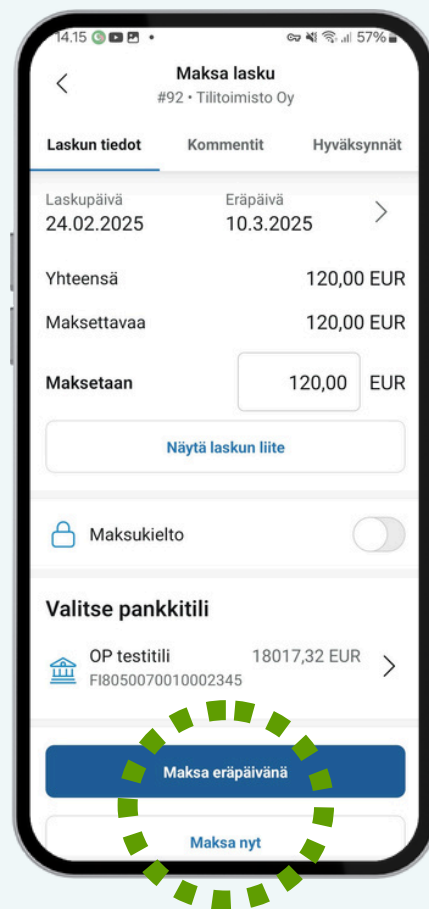 14.15 57%
Maksa lasku
#92 • Tilitoimisto Oy
Laskun tiedot Kommentit Hyväksynnät
Laskupäivä Eräpäivä
24.02.2025 10.3.2025
Yhteensä 120,00 EUR
Maksettavaa 120,00 EUR
Maksetaan 120,00 EUR
Näytä laskun liite
Maksukielto
Valitse pankkitili
OP testitili 18017,32 EUR
FI8050070010002345
Maksa eräpäivänä
Maksa nyt